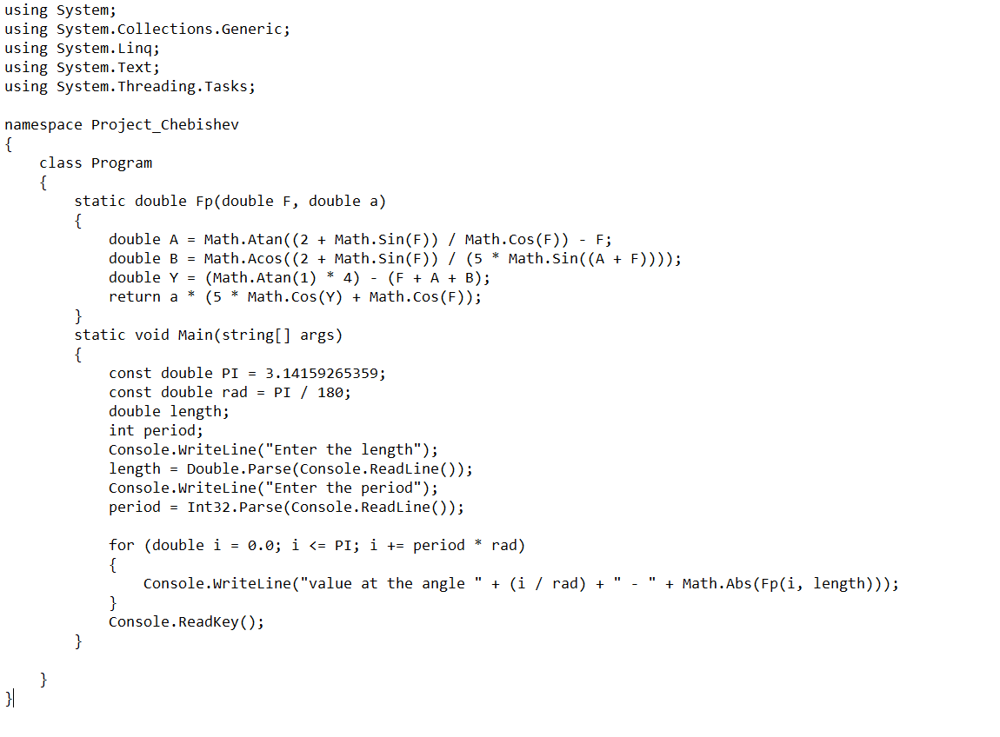 using System;
using System.Collections.Generic;
using System.Linq;
using System.Text;
using System.Threading.Tasks;

namespace Project_Chebishev
{
    class Program
    {
        static double Fp(double F, double a)
        {
            double A = Math.Atan((2 + Math.Sin(F)) / Math.Cos(F)) - F;
            double B = Math.Acos((2 + Math.Sin(F)) / (5 * Math.Sin((A + F))));
            double Y = (Math.Atan(1) * 4) - (F + A + B);
            return a * (5 * Math.Cos(Y) + Math.Cos(F));
        }
        static void Main(string[] args)
        {
            const double PI = 3.14159265359;
            const double rad = PI / 180;
            double length;
            int period;
            Console.WriteLine("Enter the length");
            length = Double.Parse(Console.ReadLine());
            Console.WriteLine("Enter the period");
            period = Int32.Parse(Console.ReadLine());

            for (double i = 0.0; i <= PI; i += period * rad)
            {
                Console.WriteLine("value at the angle " + (i / rad) + " - " + Math.Abs(Fp(i, length)));
            }
            Console.ReadKey();
        }

    }
}